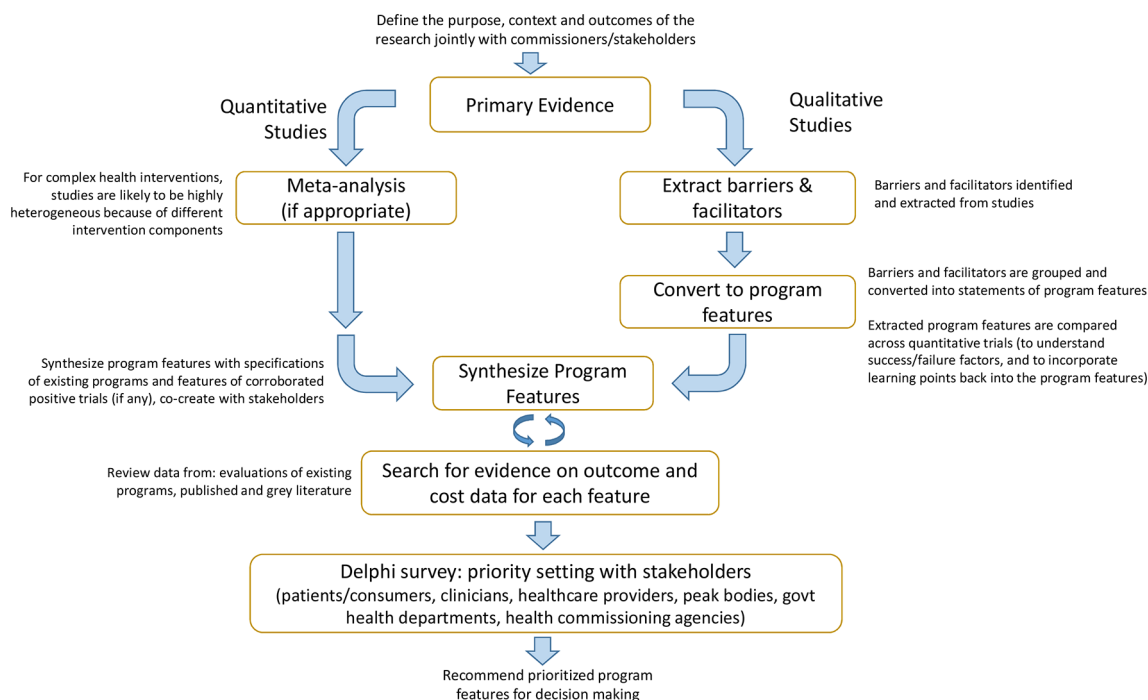 Define the purpose, context and outcomes of the
research jointly with commissioners/stakeholders
Primary Evidence
Quantitative
Studies
Qualitative
Studies
For complex health interventions,
studies are likely to be highly
heterogeneous because of different
intervention components
Meta-analysis
(if appropriate)
Extract barriers &
facilitators
Barriers and facilitators identified
and extracted from studies
Convert to program
features
Barriers and facilitators are grouped and
converted into statements of program features
Extracted program features are compared
across quantitative trials (to understand
success/failure factors, and to incorporate
learning points back into the program features)
Synthesize program features with specifications
of existing programs and features of corroborated
positive trials (if any), co-create with stakeholders
Synthesize Program
Features
Review data from: evaluations of existing
programs, published and grey literature
Search for evidence on outcome and
cost data for each feature
Delphi survey: priority setting with stakeholders
(patients/consumers, clinicians, healthcare providers, peak bodies, govt
health departments, health commissioning agencies)
Recommend prioritized program
features for decision making